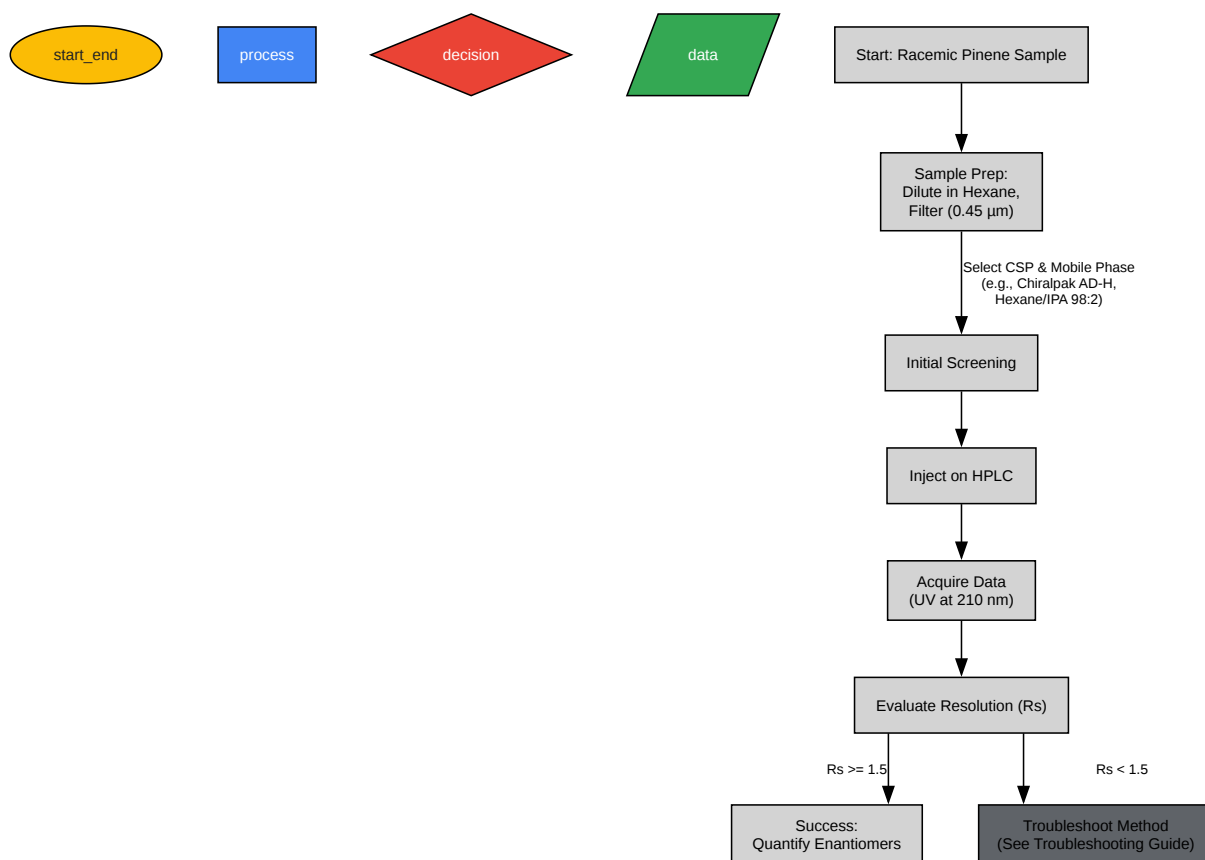 start_end
process
decision
data
Start: Racemic Pinene Sample
Sample Prep:
Dilute in Hexane,
Filter (0.45 µm)
Select CSP & Mobile Phase
(e.g., Chiralpak AD-H,
Hexane/IPA 98:2)
Initial Screening
Inject on HPLC
Acquire Data
(UV at 210 nm)
Evaluate Resolution (Rs)
Rs >= 1.5
Rs < 1.5
Success:
Quantify Enantiomers
Troubleshoot Method
(See Troubleshooting Guide)